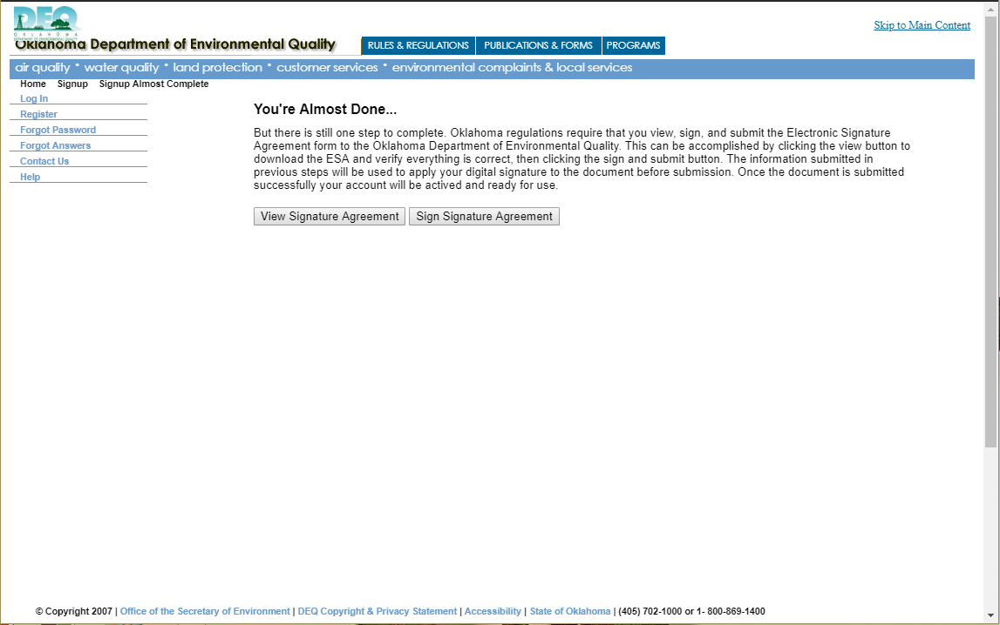 DEQ
OKLAHOMA
DEPARTMENT OF ENVIRONMENTAL QUALITY
Skip to Main Content
Oklahoma Department of Environmental Quality
RULES & REGULATIONS PUBLICATIONS & FORMS PROGRAMS
air quality * water quality * land protection * customer services * environmental complaints & local services
Home Signup Signup Almost Complete
Log In
Register
Forgot Password
Forgot Answers
Contact Us
Help
You're Almost Done...
But there is still one step to complete. Oklahoma regulations require that you view, sign, and submit the Electronic Signature
Agreement form to the Oklahoma Department of Environmental Quality. This can be accomplished by clicking the view button to
download the ESA and verify everything is correct, then clicking the sign and submit button. The information submitted in
previous steps will be used to apply your digital signature to the document before submission. Once the document is submitted
successfully your account will be actived and ready for use.
View Signature Agreement Sign Signature Agreement
© Copyright 2007 | Office of the Secretary of Environment | DEQ Copyright & Privacy Statement | Accessibility | State of Oklahoma | (405) 702-1000 or 1- 800-869-1400